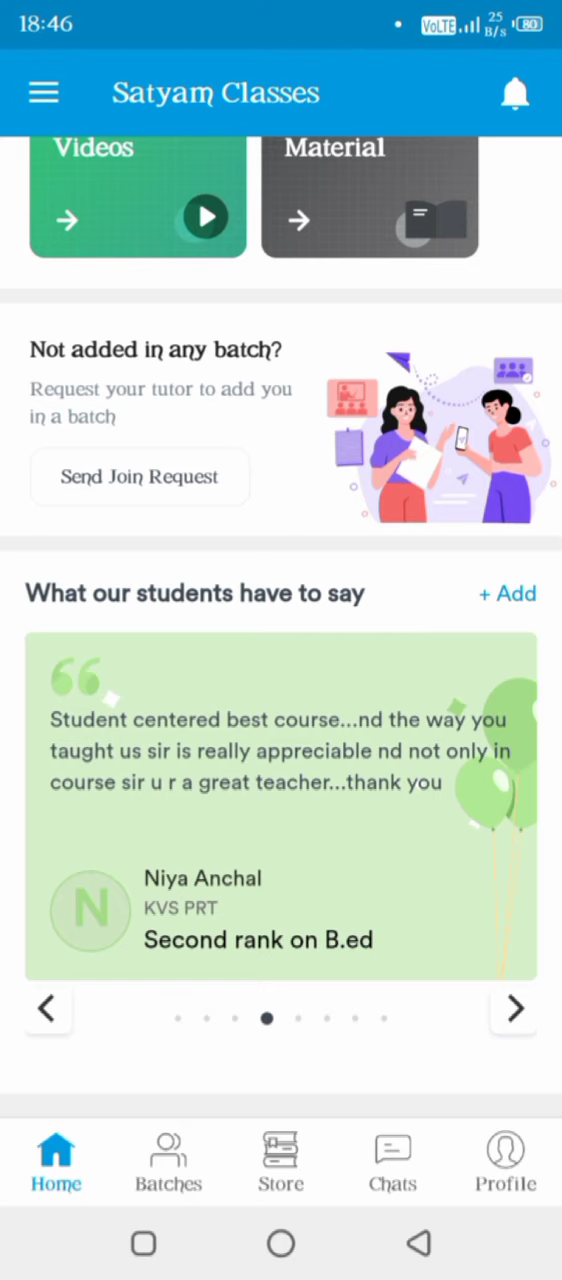 18:46
VoLTE
25
B/s
80
Satyam Classes
Videos
Material
Not added in any batch?
Request your tutor to add you
in a batch
Send Join Request
What our students have to say
+ Add
Student centered best course...nd the way you
taught us sir is really appreciable nd not only in
course sir u r a great teacher...thank you
N
Niya Anchal
KVS PRT
Second rank on B.ed
Home
Batches
Store
Chats
Profile